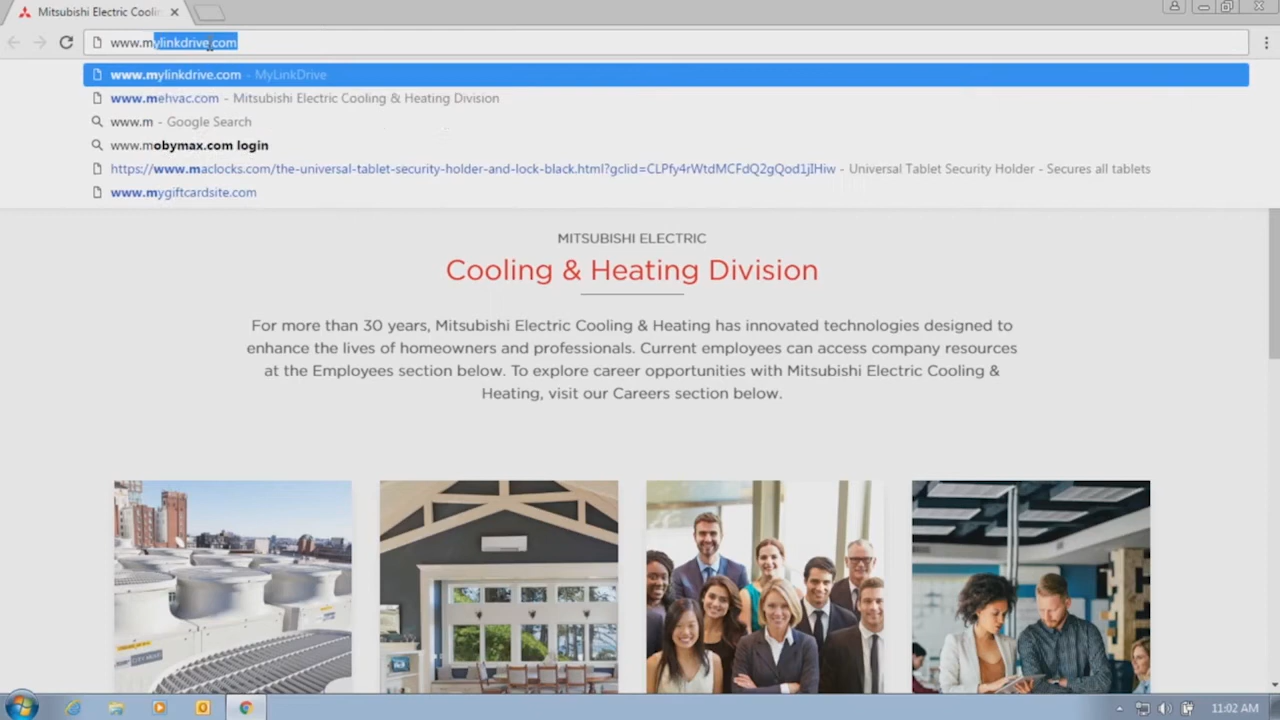 Mitsubishi Electric Coolin
www.mylinkdrive.com
www.mylinkdrive.com - MyLinkDrive
www.mehvac.com - Mitsubishi Electric Cooling & Heating Division
www.m - Google Search
www.mobymax.com login
https://www.maclocks.com/the-universal-tablet-security-holder-and-lock-black.html?gclid=CLPfy4rWtdMCFdQ2gQod1jIHiw - Universal Tablet Security Holder - Secures all tablets
www.mygiftcardsite.com
MITSUBISHI ELECTRIC
Cooling & Heating Division
For more than 30 years, Mitsubishi Electric Cooling & Heating has innovated technologies designed to
enhance the lives of homeowners and professionals. Current employees can access company resources
at the Employees section below. To explore career opportunities with Mitsubishi Electric Cooling &
Heating, visit our Careers section below.
11:02 AM